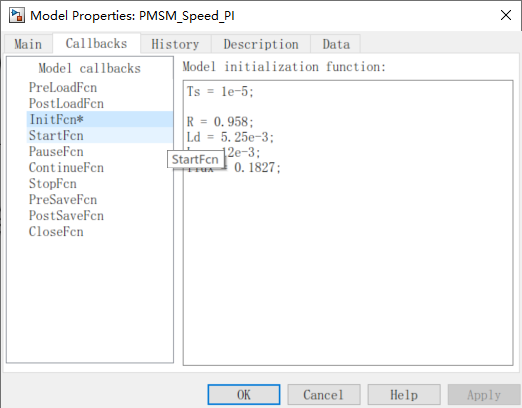 Model Properties: PMSM_Speed_PI
Main Callbacks History Description Data
Model callbacks
PreLoadFcn
PostLoadFcn
InitFcn*
StartFcn
PauseFcn
ContinueFcn
StopFcn
PreSaveFcn
PostSaveFcn
CloseFcn
StartFcn
Model initialization function:
Ts = 1e-5;
R = 0.958;
Ld = 5.25e-3;
12e-3;
= 0.1827;
OK Cancel Help Apply